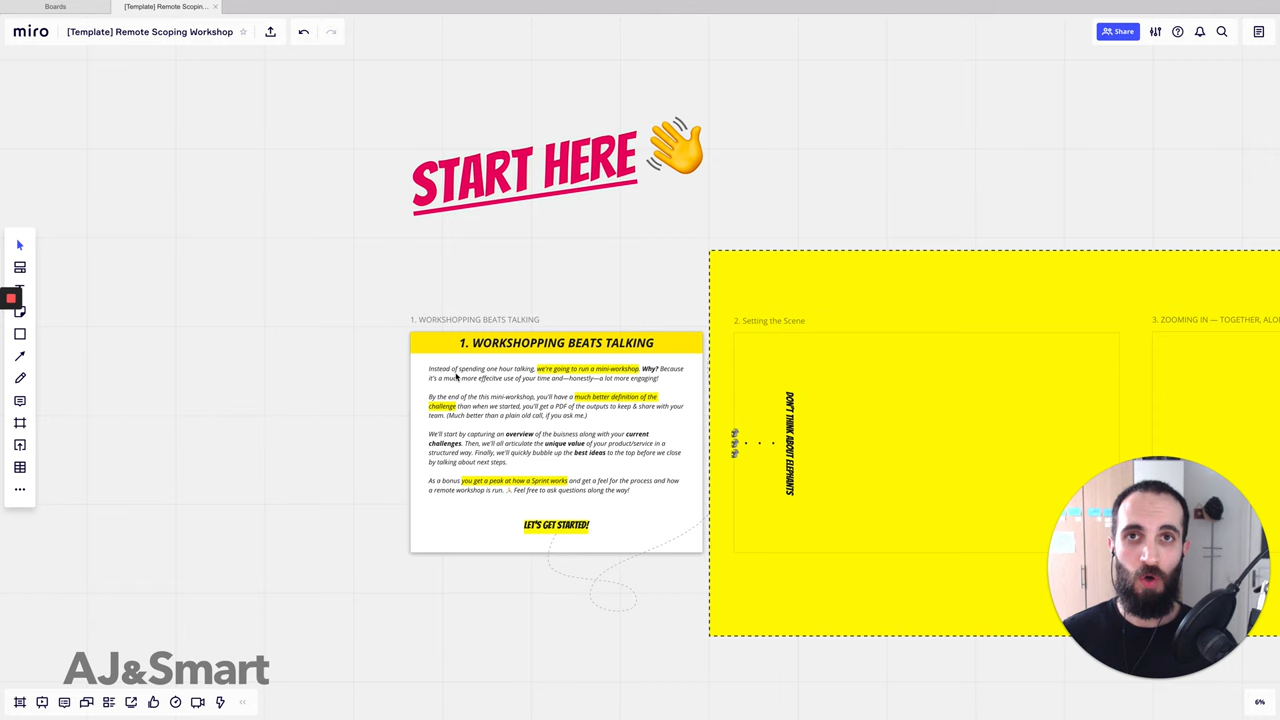 Boards
[Template] Remote Scopin...
miro
[Template] Remote Scoping Workshop
Share
START HERE
1. WORKSHOPPING BEATS TALKING
2. Setting the Scene
3. ZOOMING IN — TOGETHER, ALO
1. WORKSHOPPING BEATS TALKING
Instead of spending one hour talking, we're going to run a mini-workshop. Why? Because
it's a much more effecitve use of your time and—honestly—a lot more engaging!
By the end of the this mini-workshop, you'll have a much better definition of the
challenge than when we started, you'll get a PDF of the outputs to keep & share with your
team. (Much better than a plain old call, if you ask me.)
We'll start by capturing an overview of the buisness along with your current
challenges. Then, we'll all articulate the unique value of your product/service in a
structured way. Finally, we'll quickly bubble up the best ideas to the top before we close
by talking about next steps.
As a bonus you get a peak at how a Sprint works and get a feel for the process and how
a remote workshop is run. Feel free to ask questions along the way!
LET'S GET STARTED!
DON'T THINK ABOUT ELEPHANTS
AJ&Smart
6%